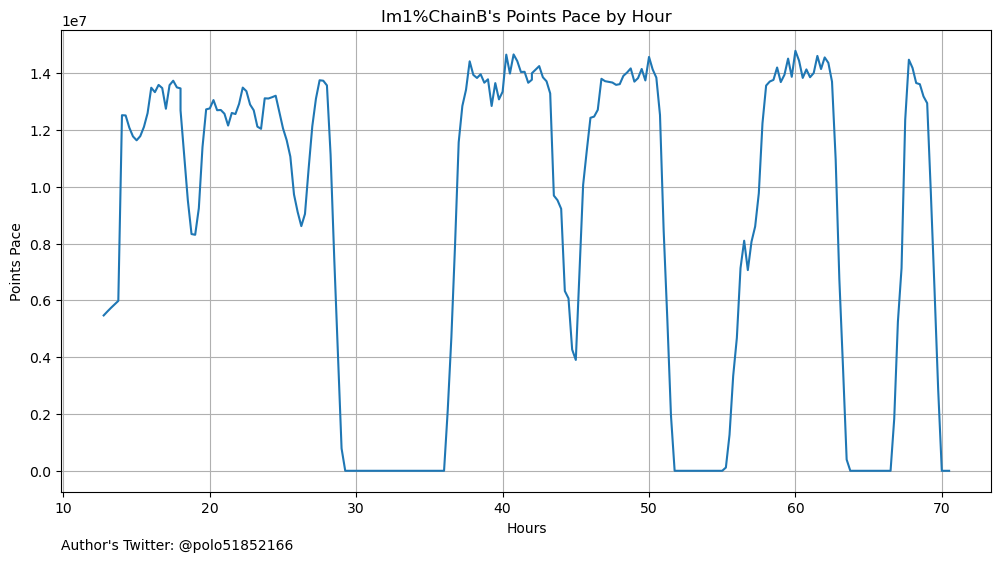 Im1%ChainB's Points Pace by Hour
1e7
1.4
1.2
1.0
0.8
0.6
0.4
0.2
0.0
Points Pace
10 20 30 40 50 60 70
Hours
Author's Twitter: @polo51852166